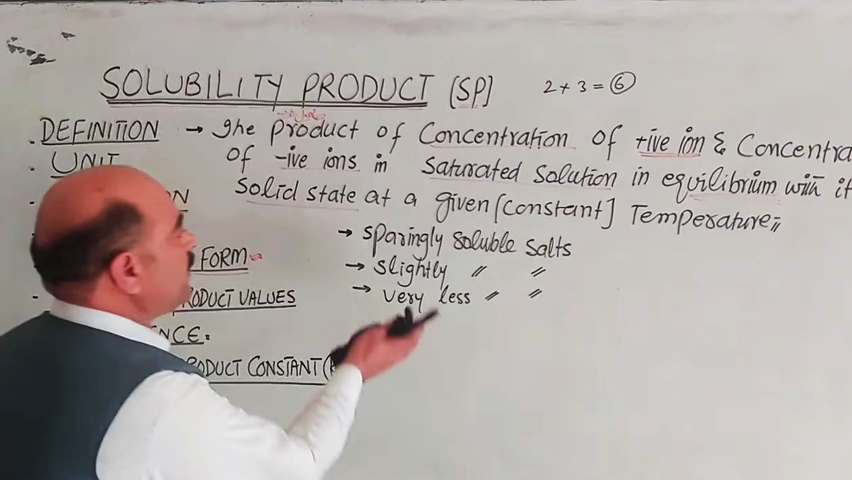 SOLUBILITY PRODUCT [SP]
2 + 3 = 6
. DEFINITION → The product of Concentration of +ive ion & Concentra
of -ive ions in saturated solution in equilibrium with it
solid state at a given [constant] Temperature,,
. UNIT
→ sparingly soluble salts
→ slightly " "
→ very less " "
FORM
PRODUCT VALUES
ENCE:
PRODUCT CONSTANT (